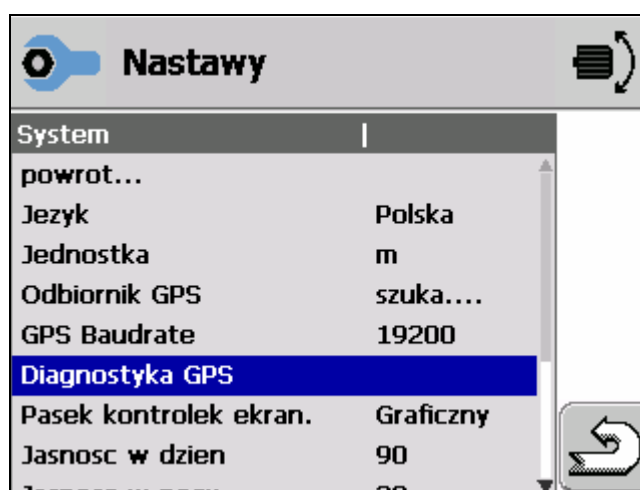 Nastawy
System
powrot...
Jezyk Polska
Jednostka m
Odbiornik GPS szuka....
GPS Baudrate 19200
Diagnostyka GPS
Pasek kontrolek ekran. Graficzny
Jasnosc w dzien 90